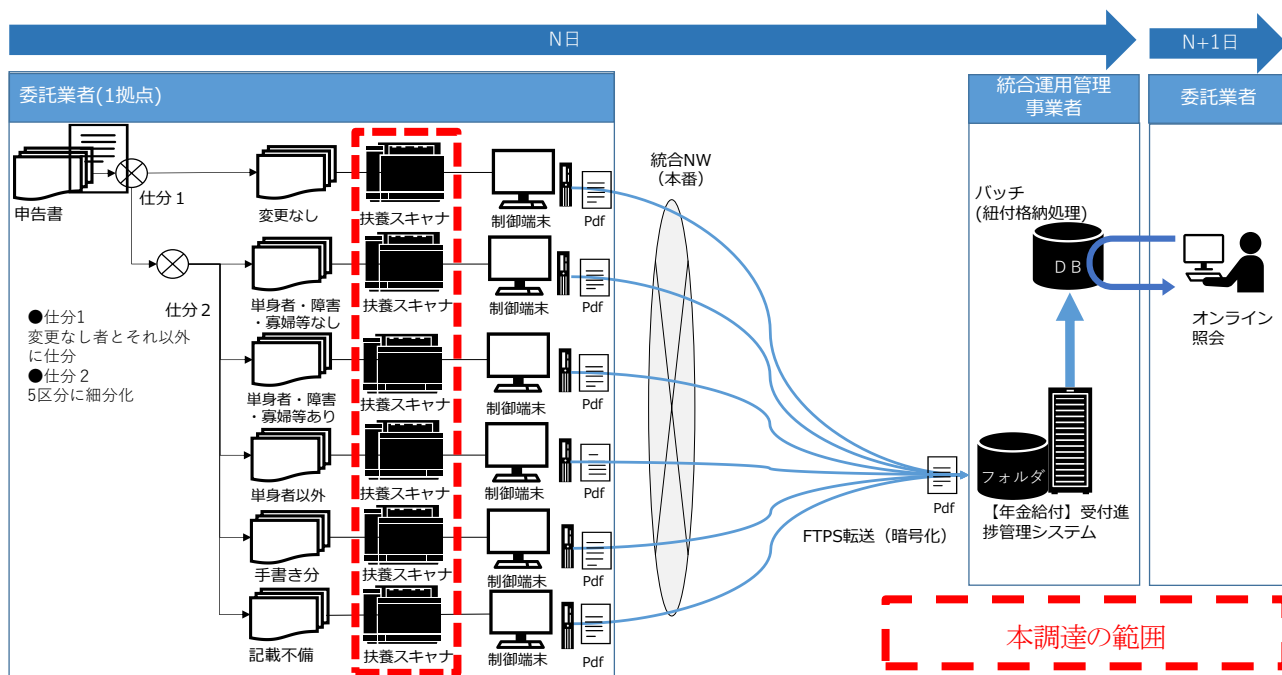 N日
N+1日
委託業者(1拠点)
統合運用管理
事業者
委託業者
申告書
仕分１
仕分２
●仕分1
変更なし者とそれ以外
に仕分
●仕分２
5区分に細分化
変更なし
扶養スキャナ
制御端末
Pdf
単身者・障害
・寡婦等なし
扶養スキャナ
制御端末
Pdf
単身者・障害
・寡婦等あり
扶養スキャナ
制御端末
Pdf
単身者以外
扶養スキャナ
制御端末
Pdf
手書き分
扶養スキャナ
制御端末
Pdf
記載不備
扶養スキャナ
制御端末
Pdf
統合NW
（本番）
FTPS転送（暗号化）
Pdf
バッチ
(紐付格納処理)
ＤＢ
フォルダ
【年金給付】受付進
捗管理システム
オンライン
照会
本調達の範囲